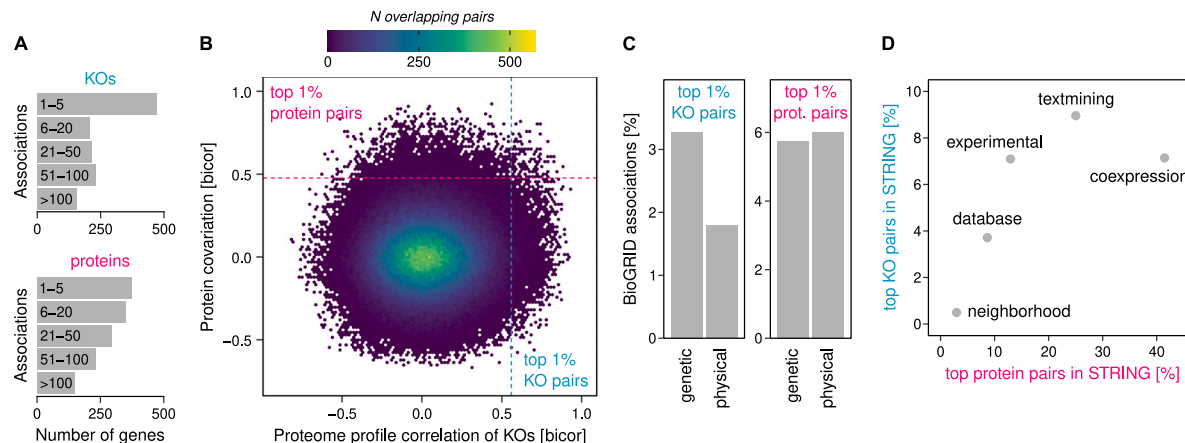 A
KOs
Associations
1–5
6–20
21–50
51–100
>100
0
250
500
proteins
Associations
1–5
6–20
21–50
51–100
>100
0
250
500
Number of genes
B
N overlapping pairs
0
250
500
top 1%
protein pairs
top 1%
KO pairs
Protein covariation [bicor]
1.0
0.5
0.0
−0.5
−0.5
0.0
0.5
1.0
Proteome profile correlation of KOs [bicor]
C
BioGRID associations [%]
top 1%
KO pairs
3
2
1
0
genetic
physical
top 1%
prot. pairs
6
4
2
0
genetic
physical
D
top KO pairs in STRING [%]
10
8
6
4
2
0
textmining
experimental
coexpression
database
neighborhood
0
10
20
30
40
top protein pairs in STRING [%]